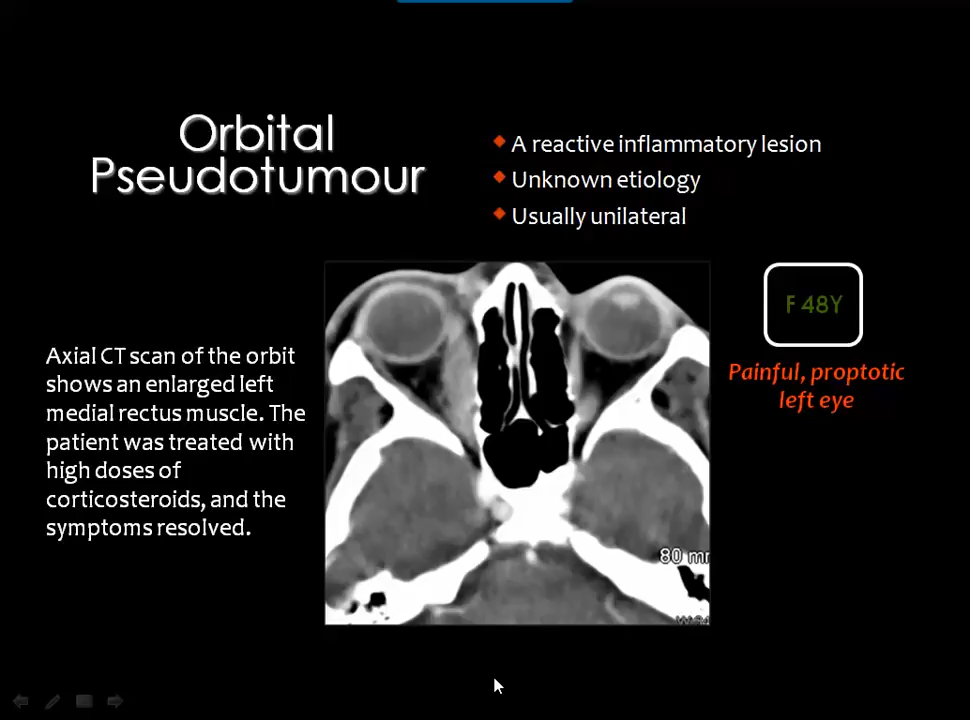 Orbital
Pseudotumour
A reactive inflammatory lesion
Unknown etiology
Usually unilateral
F 48Y
Painful, proptotic
left eye
Axial CT scan of the orbit
shows an enlarged left
medial rectus muscle. The
patient was treated with
high doses of
corticosteroids, and the
symptoms resolved.
80 mm